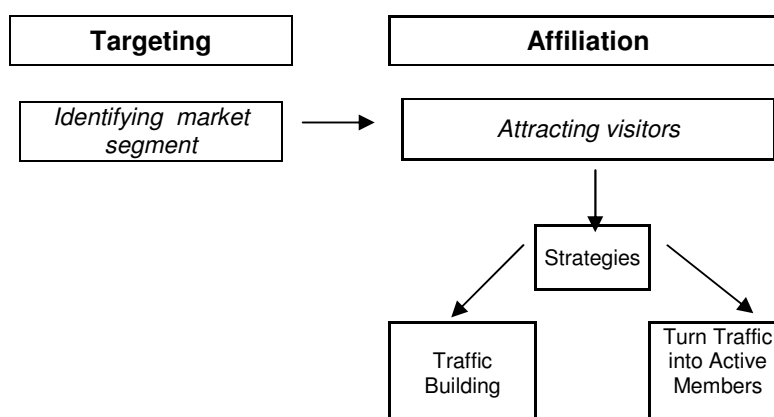 Targeting
Affiliation
Identifying market
segment
Attracting visitors
Strategies
Traffic
Building
Turn Traffic
into Active
Members